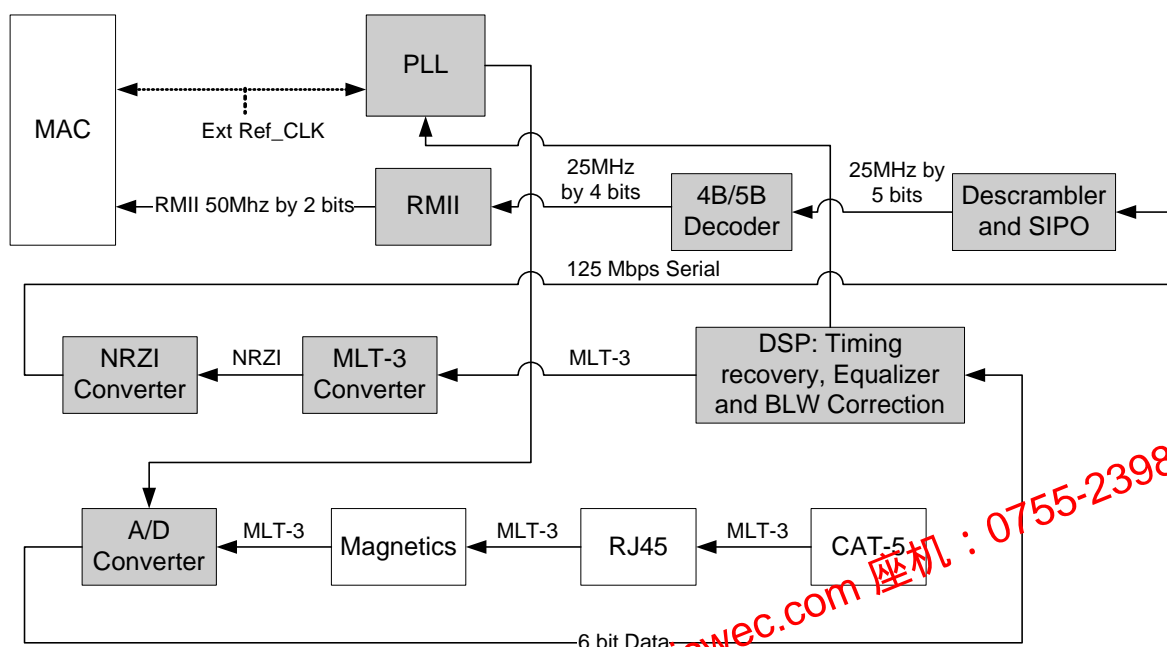 PLL
MAC
Ext Ref_CLK
RMII 50Mhz by 2 bits
RMII
25MHz
by 4 bits
4B/5B
Decoder
25MHz by
5 bits
Descrambler
and SIPO
125 Mbps Serial
NRZI
Converter
NRZI
MLT-3
Converter
MLT-3
DSP: Timing
recovery, Equalizer
and BLW Correction
A/D
Converter
MLT-3
Magnetics
MLT-3
RJ45
MLT-3
CAT-5
6 bit Data
wec.com 座机：0755-2398